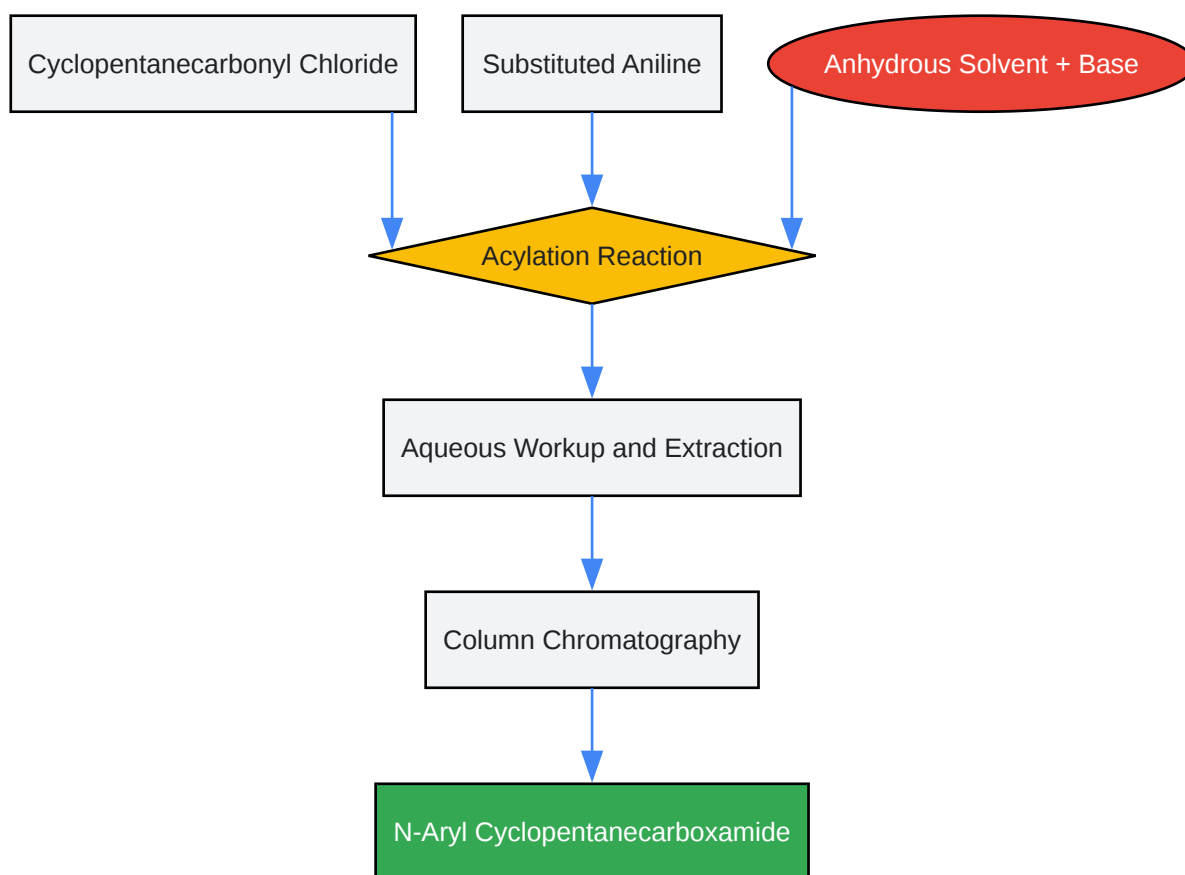 Cyclopentanecarbonyl Chloride
Substituted Aniline
Anhydrous Solvent + Base
Acylation Reaction
Aqueous Workup and Extraction
Column Chromatography
N-Aryl Cyclopentanecarboxamide